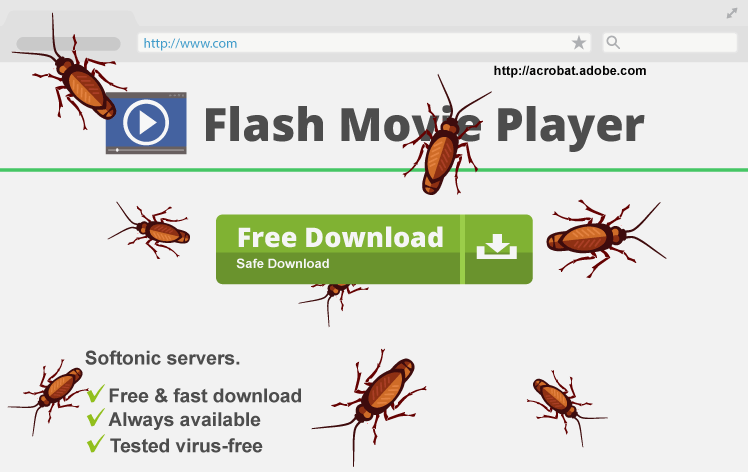 http://www.com
http://acrobat.adobe.com
Flash Movie Player
Free Download
Safe Download
Softonic servers.
Free & fast download
Always available
Tested virus-free